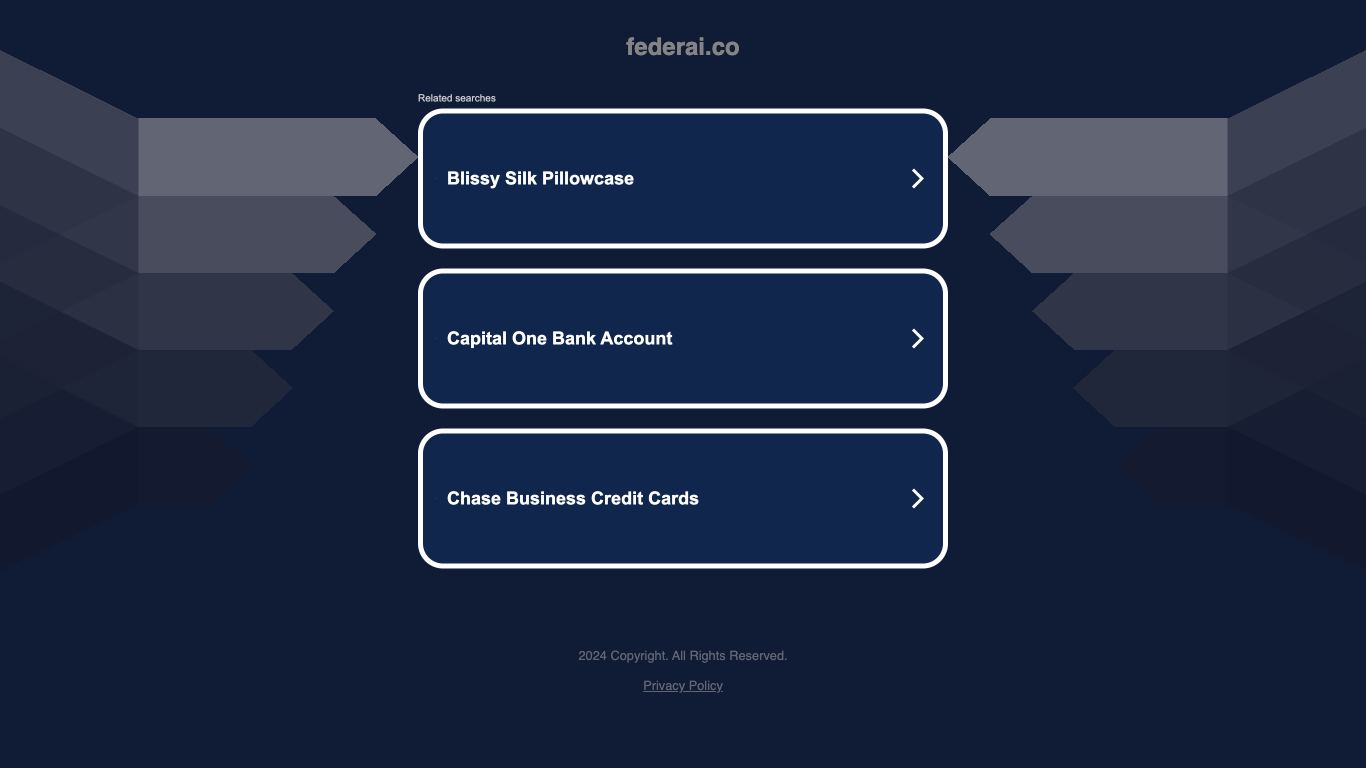 federai.co
Related searches
Blissy Silk Pillowcase
Capital One Bank Account
Chase Business Credit Cards
2024 Copyright. All Rights Reserved.
Privacy Policy